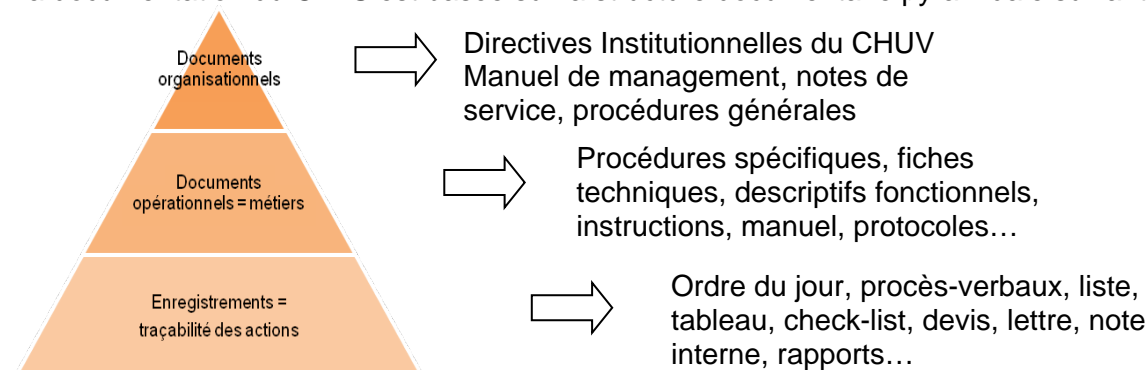 Documents
organisationnels
Directives Institutionnelles du CHUV
Manuel de management, notes de
service, procédures générales
Documents
opérationnels = métiers
Procédures spécifiques, fiches
techniques, descriptifs fonctionnels,
instructions, manuel, protocoles…
Enregistrements =
traçabilité des actions
Ordre du jour, procès-verbaux, liste,
tableau, check-list, devis, lettre, note
interne, rapports…